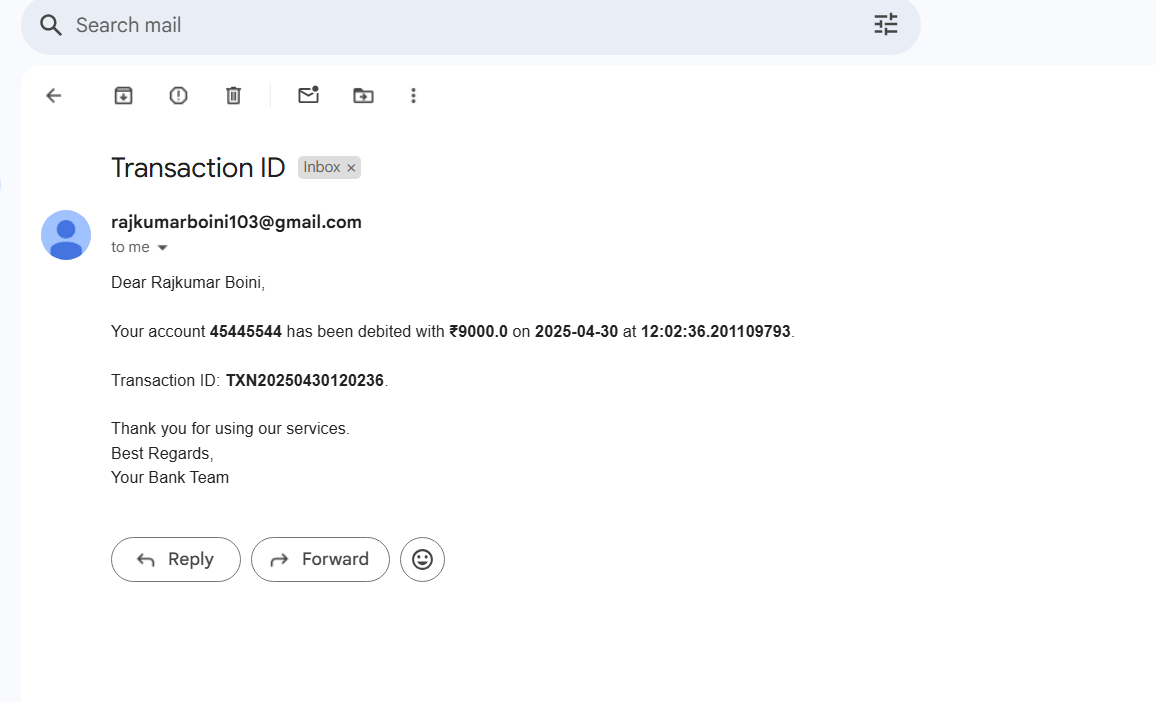 Search mail
Transaction ID Inbox ×
rajkumarboini103@gmail.com
to me
Dear Rajkumar Boini,
Your account 45445544 has been debited with ₹9000.0 on 2025-04-30 at 12:02:36.201109793.
Transaction ID: TXN20250430120236.
Thank you for using our services.
Best Regards,
Your Bank Team
Reply Forward